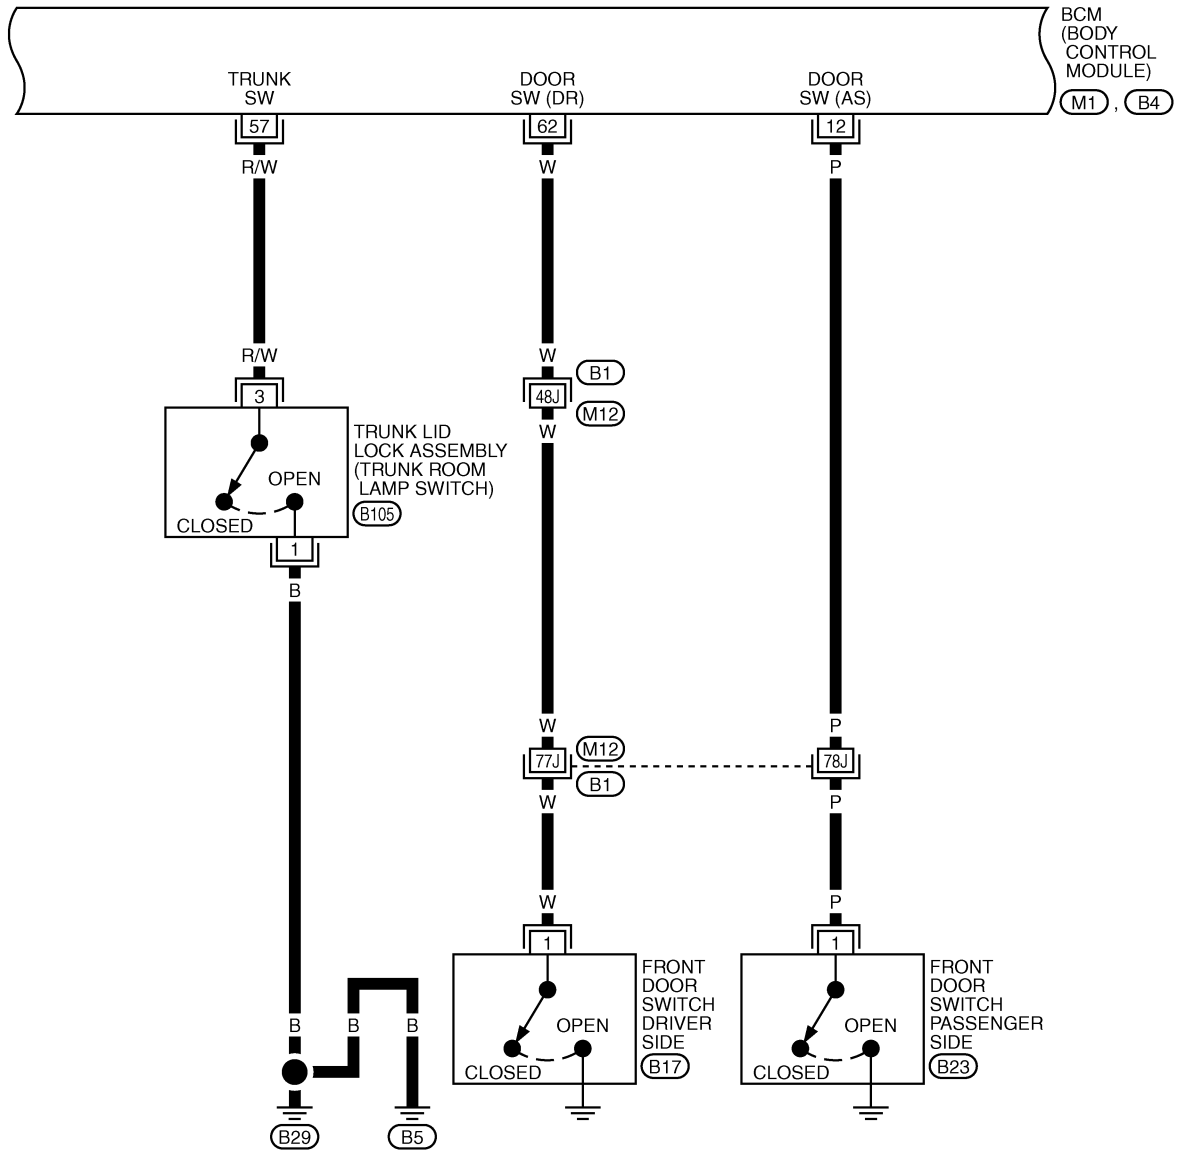 BCM
(BODY
CONTROL
MODULE)
M1 , B4
TRUNK
SW
DOOR
SW (DR)
DOOR
SW (AS)
57
62
12
R/W
W
P
R/W
W
B1
3
48J
M12
W
TRUNK LID
LOCK ASSEMBLY
(TRUNK ROOM
LAMP SWITCH)
B105
OPEN
CLOSED
1
B
W
P
M12
77J
78J
B1
W
P
W
P
1
1
FRONT
DOOR
SWITCH
DRIVER
SIDE
B17
OPEN
CLOSED
FRONT
DOOR
SWITCH
PASSENGER
SIDE
B23
OPEN
CLOSED
B
B
B
B29
B5